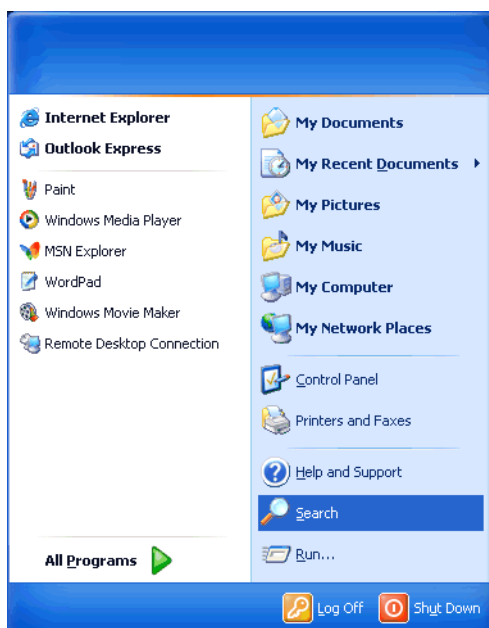 Internet Explorer
Outlook Express
Paint
Windows Media Player
MSN Explorer
WordPad
Windows Movie Maker
Remote Desktop Connection
All Programs
My Documents
My Recent Documents
My Pictures
My Music
My Computer
My Network Places
Control Panel
Printers and Faxes
Help and Support
Search
Run...
Log Off
Shut Down